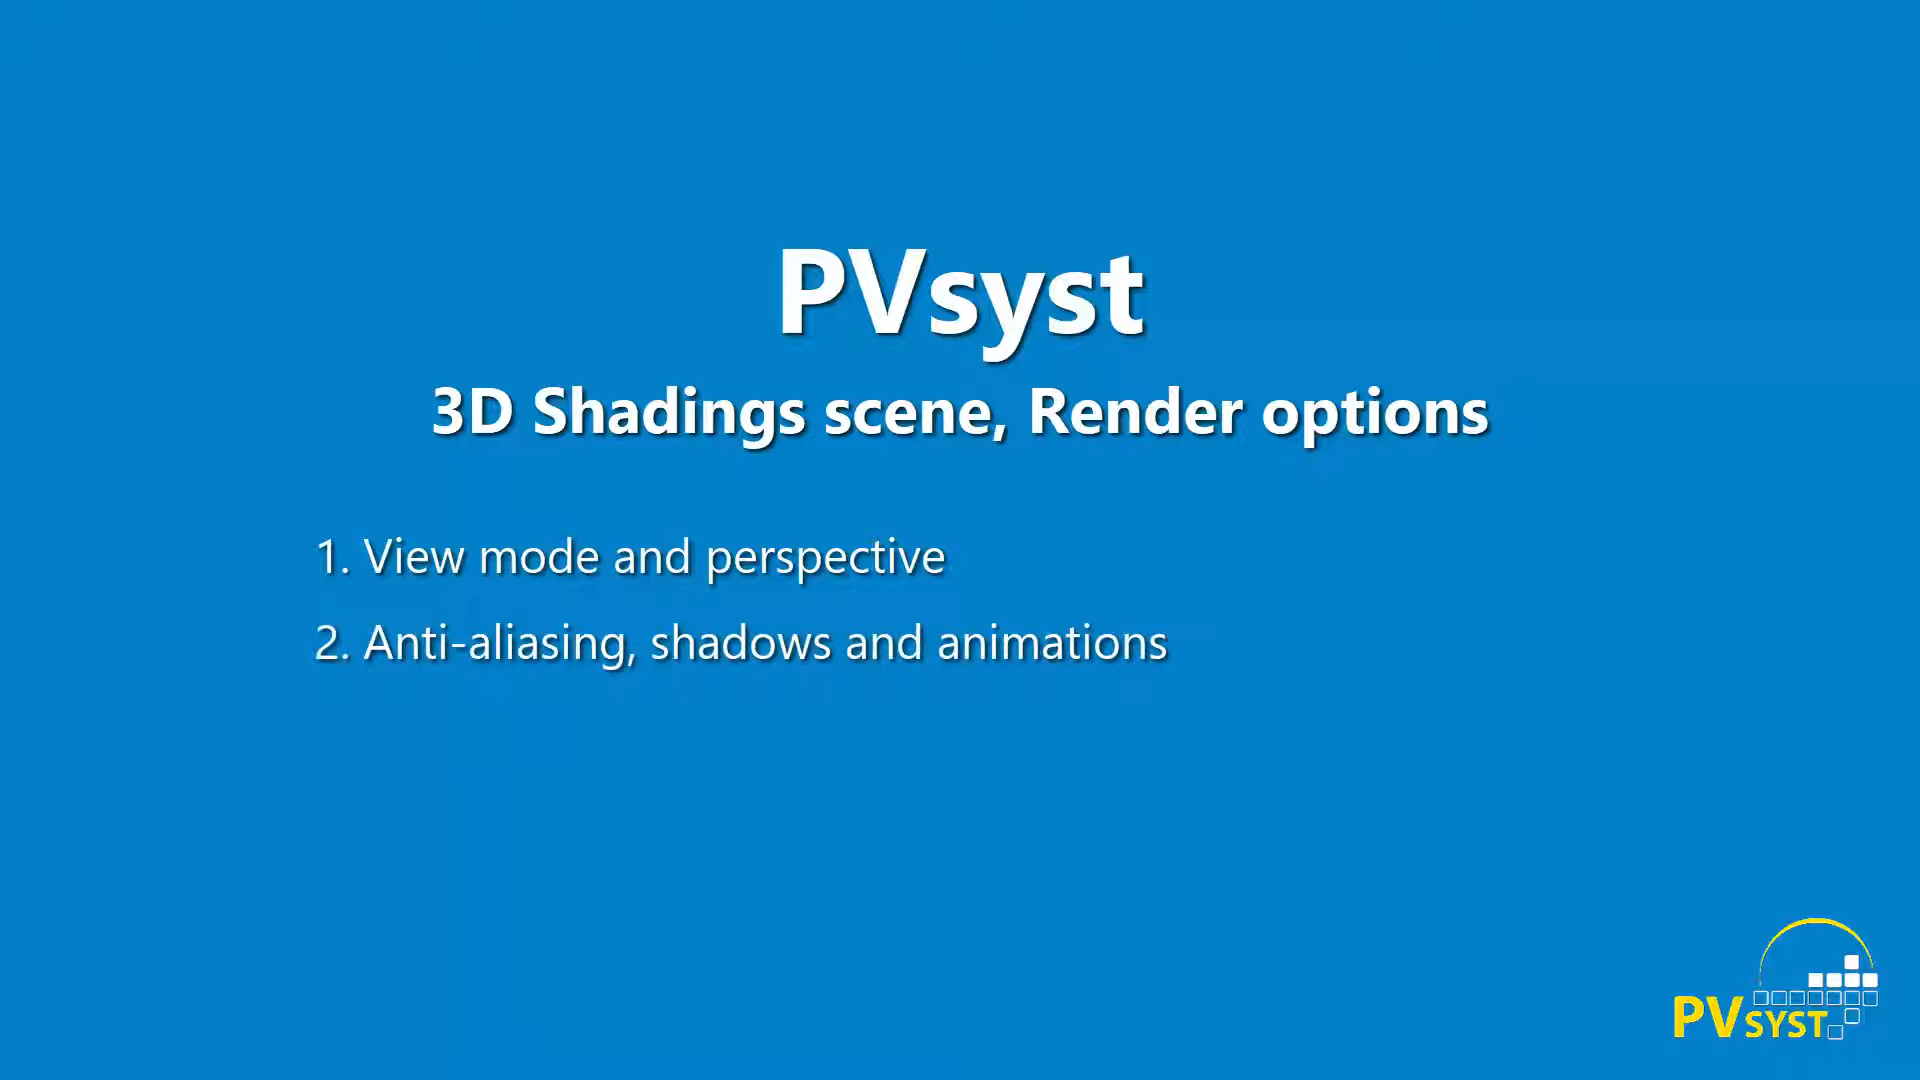 PVsyst
3D Shadings scene, Render options
1. View mode and perspective
2. Anti-aliasing, shadows and animations
PVSYST